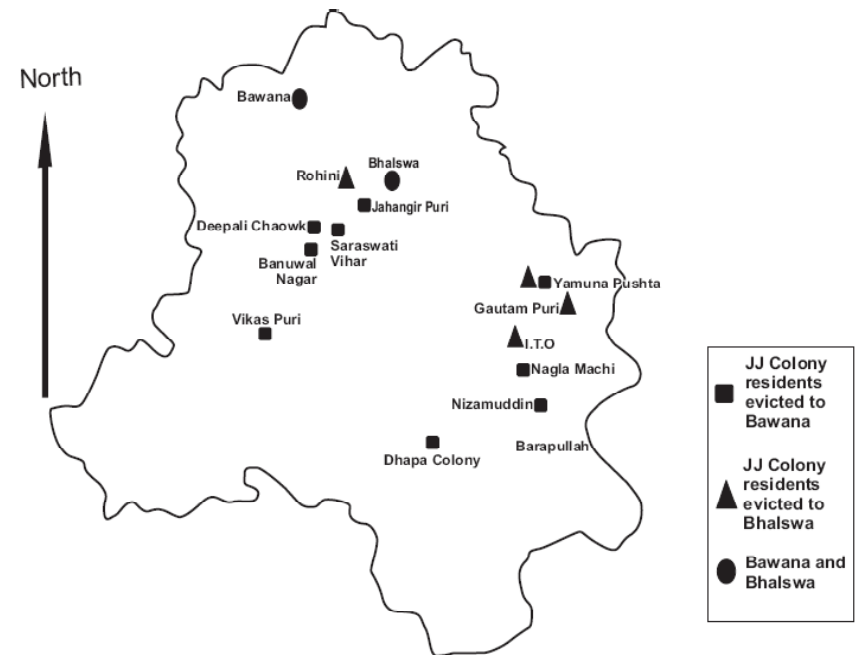 North
Bawana
Rohini
Bhalswa
Jahangir Puri
Deepali Chaowk
Saraswati
Vihar
Banuwal
Nagar
Vikas Puri
Yamuna Pushta
Gautam Puri
I.T.O
Nagla Machi
Nizamuddin
Barapullah
Dhapa Colony
JJ Colony
residents
evicted to
Bawana
JJ Colony
residents
evicted to
Bhalswa
Bawana and
Bhalswa